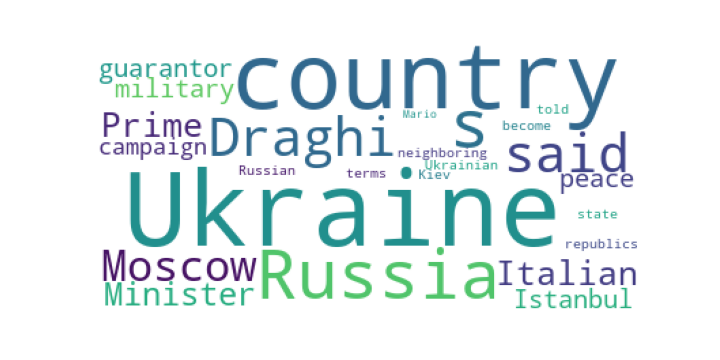 country
guarantor
military
Mario
told
Prime
Draghi
s
become
said
campaign
neighboring
Ukrainian
Russian
terms
Kiev
peace
Ukraine
state
republics
Moscow
Russia
Italian
Minister
Istanbul